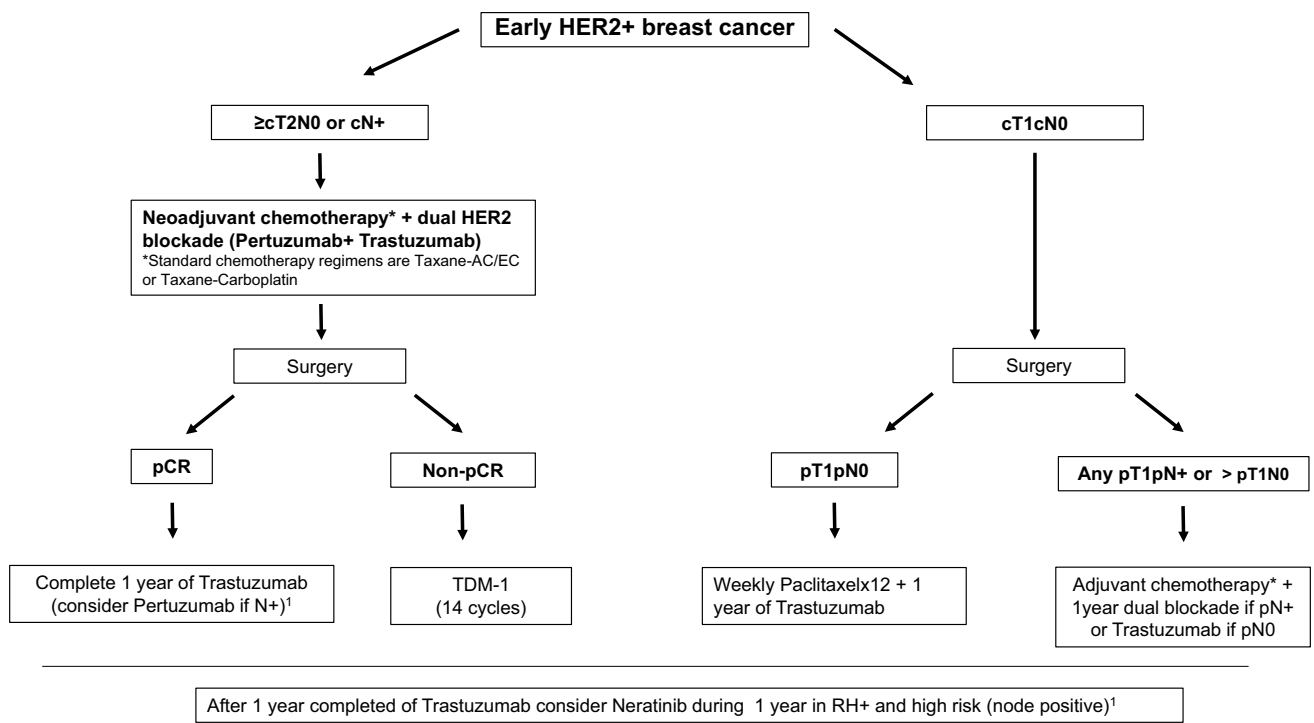 Early HER2+ breast cancer
≥cT2N0 or cN+
cT1cN0
Neoadjuvant chemotherapy* + dual HER2
blockade (Pertuzumab+ Trastuzumab)
*Standard chemotherapy regimens are Taxane-AC/EC
or Taxane-Carboplatin
Surgery
Surgery
pCR
Non-pCR
pT1pN0
Any pT1pN+ or > pT1N0
Complete 1 year of Trastuzumab
(consider Pertuzumab if N+)¹
TDM-1
(14 cycles)
Weekly Paclitaxelx12 + 1
year of Trastuzumab
Adjuvant chemotherapy* +
1year dual blockade if pN+
or Trastuzumab if pN0
After 1 year completed of Trastuzumab consider Neratinib during 1 year in RH+ and high risk (node positive)¹